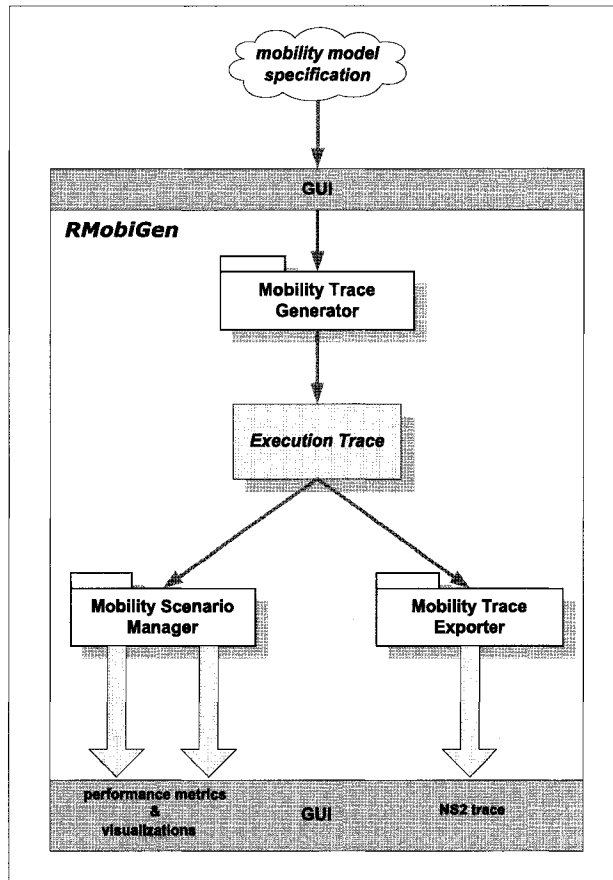 mobility model
specification
GUI
RMobiGen
Mobility Trace
Generator
Execution Trace
Mobility Scenario
Manager
Mobility Trace
Exporter
performance metrics
&
visualizations
GUI
NS2 trace